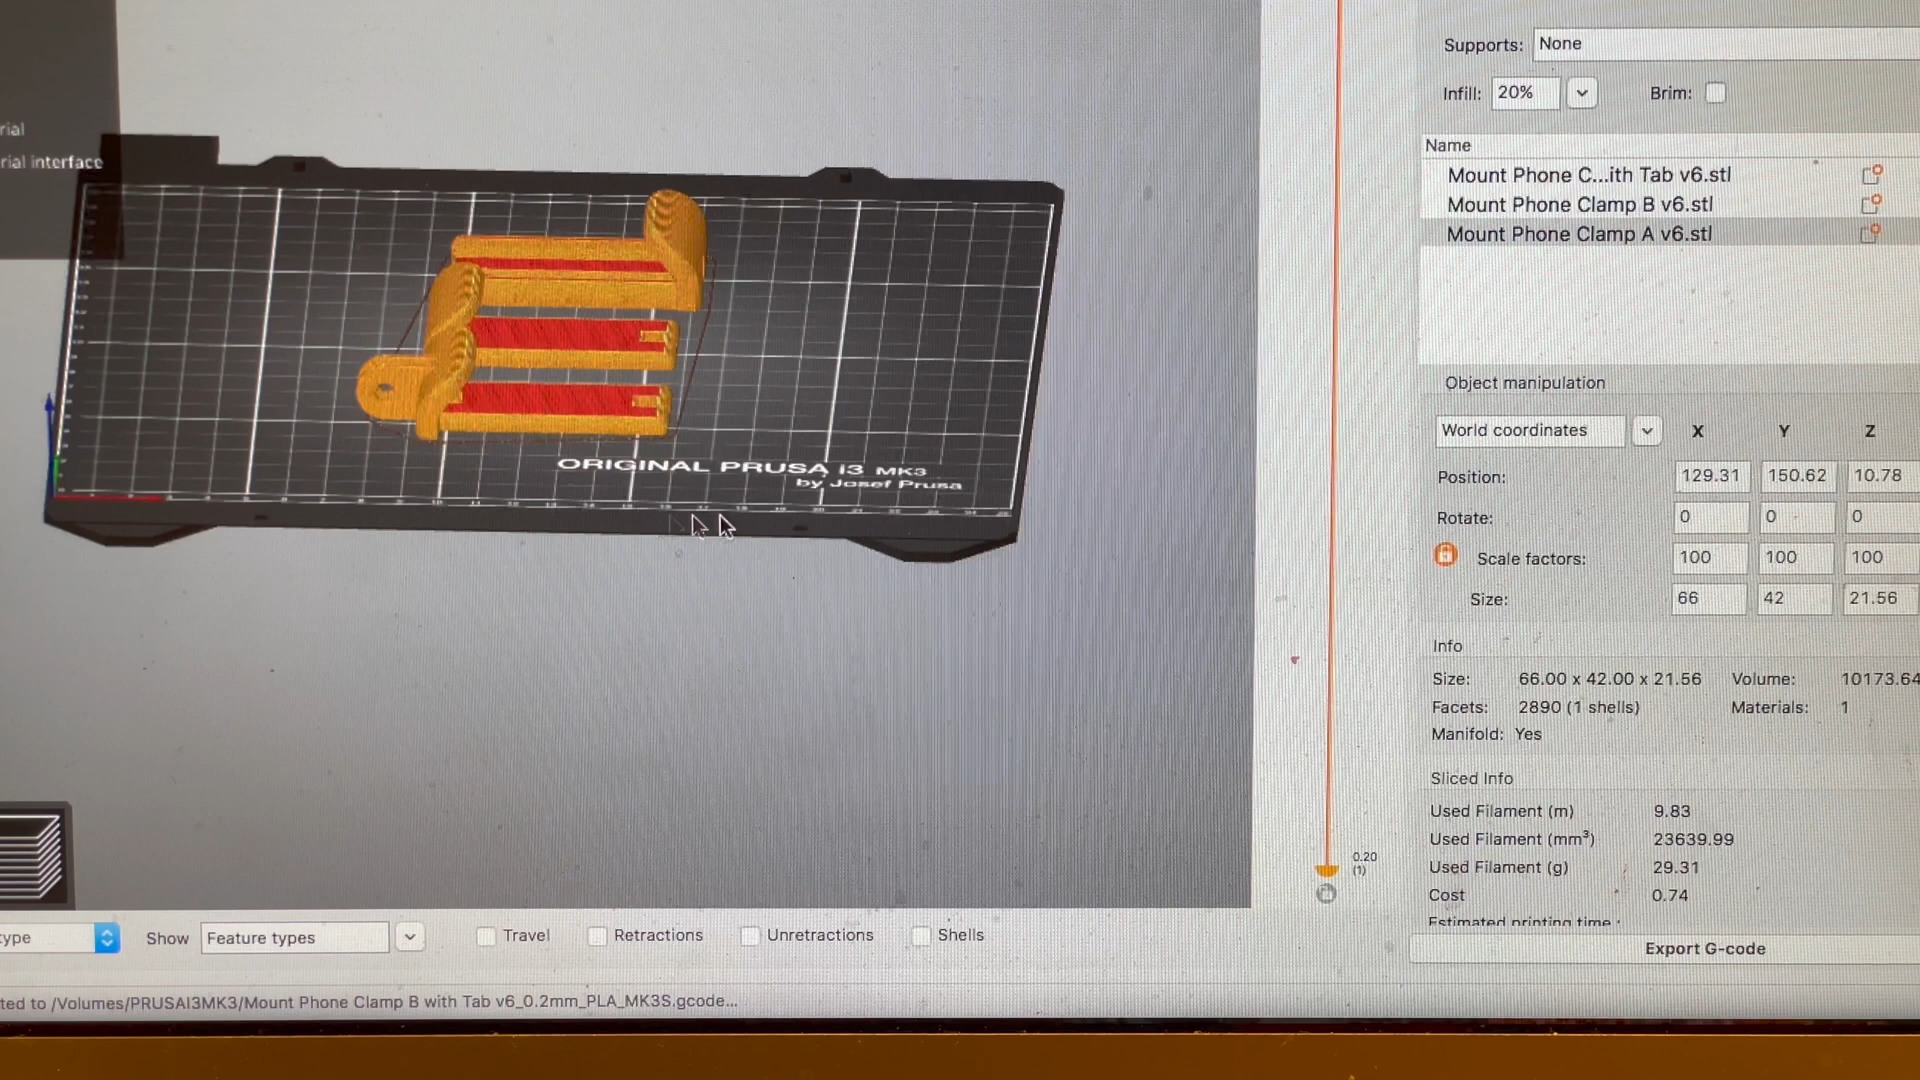 rial
rial interface
ORIGINAL PRUSA i3 MK3
by Josef Prusa
0.20
(1)
Supports: None
Infill: 20% Brim:
Name
Mount Phone C...ith Tab v6.stl
Mount Phone Clamp B v6.stl
Mount Phone Clamp A v6.stl
Object manipulation
World coordinates X Y Z
Position: 129.31 150.62 10.78
Rotate: 0 0 0
Scale factors: 100 100 100
Size: 66 42 21.56
Info
Size: 66.00 x 42.00 x 21.56 Volume: 10173.64
Facets: 2890 (1 shells) Materials: 1
Manifold: Yes
Sliced Info
Used Filament (m) 9.83
Used Filament (mm³) 23639.99
Used Filament (g) 29.31
Cost 0.74
Estimated printing time :
Export G-code
ype Show Feature types Travel Retractions Unretractions Shells
ted to /Volumes/PRUSAI3MK3/Mount Phone Clamp B with Tab v6_0.2mm_PLA_MK3S.gcode...